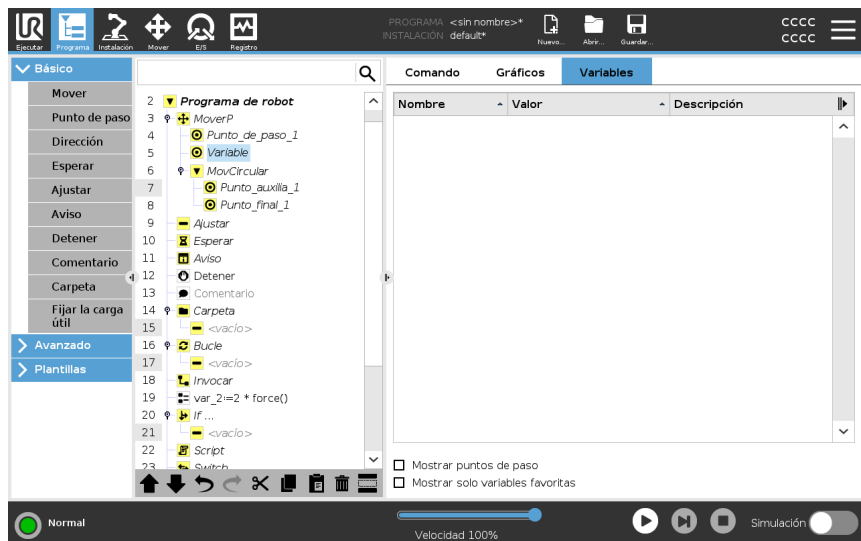 PROGRAMA <sin nombre>*
INSTALACIÓN default*
CCCC
CCCC
Ejecutar Programa Instalación Mover E/S Registro Nuevo... Abrir... Guardar...
Básico
Mover
Punto de paso
Dirección
Esperar
Ajustar
Aviso
Detener
Comentario
Carpeta
Fijar la carga
útil
Avanzado
Plantillas
2 Programa de robot
3 MoverP
4 Punto_de_paso_1
5 Variable
6 MovCircular
7 Punto_auxilia_1
8 Punto_final_1
9 Ajustar
10 Esperar
11 Aviso
12 Detener
13 Comentario
14 Carpeta
15 <vacío>
16 Bucle
17 <vacío>
18 Invocar
19 var_2:=2 * force()
20 If ...
21 <vacío>
22 Script
23 Switch
Comando Gráficos Variables
Nombre Valor Descripción
Mostrar puntos de paso
Mostrar solo variables favoritas
Normal
Velocidad 100%
Simulación